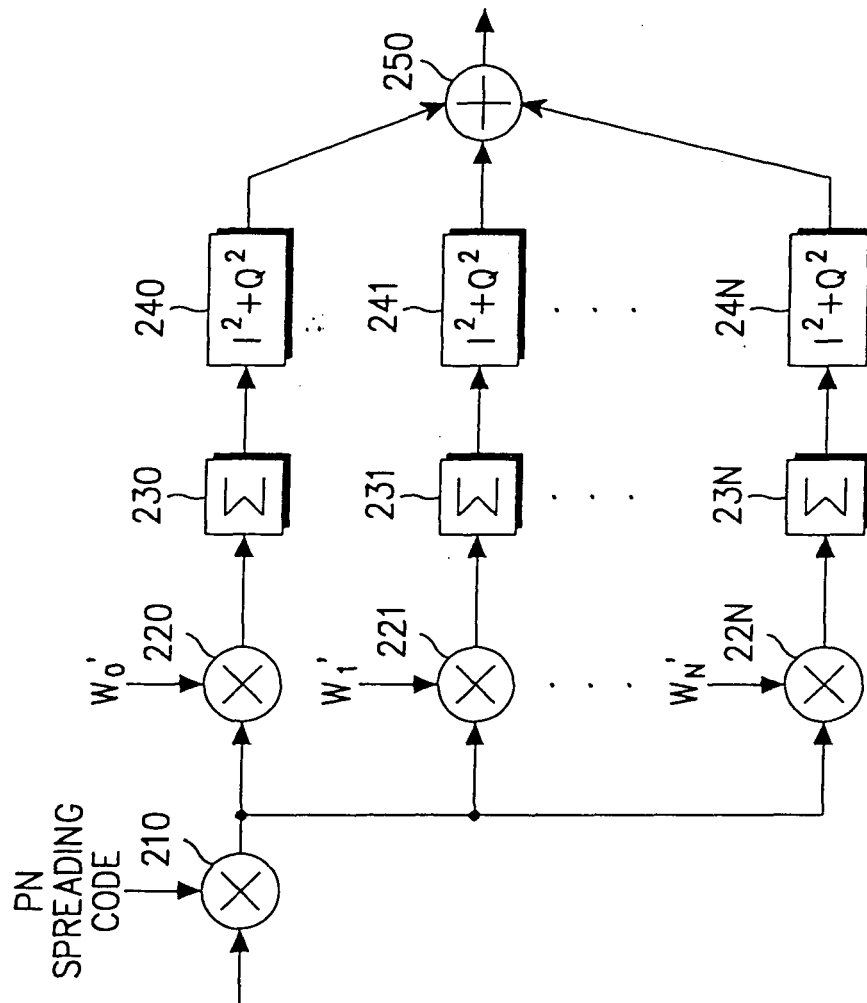 PN
SPREADING
CODE
210
W₀'
220
230
240
Σ
I²+Q²
250
W₁'
221
231
241
Σ
I²+Q²
. . .
. . .
. . .
W_N'
22N
23N
24N
Σ
I²+Q²